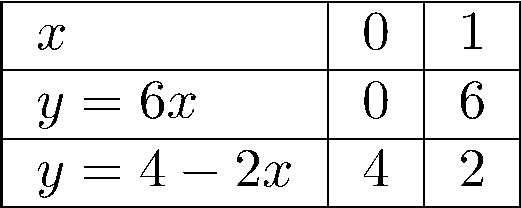 x 0 1
y = 6x 0 6
y = 4 − 2x 4 2